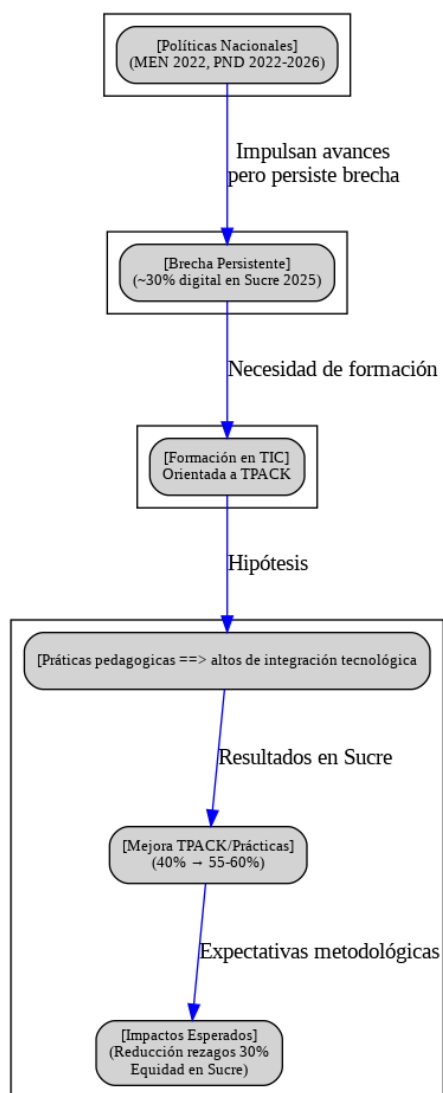 [Políticas Nacionales]
(MEN 2022, PND 2022-2026)
Impulsan avances
pero persiste brecha
[Brecha Persistente]
(~30% digital en Sucre 2025)
Necesidad de formación
[Formación en TIC]
Orientada a TPACK
Hipótesis
[Práticas pedagogicas ==> altos de integración tecnológica
Resultados en Sucre
[Mejora TPACK/Prácticas]
(40% → 55-60%)
Expectativas metodológicas
[Impactos Esperados]
(Reducción rezagos 30%
Equidad en Sucre)